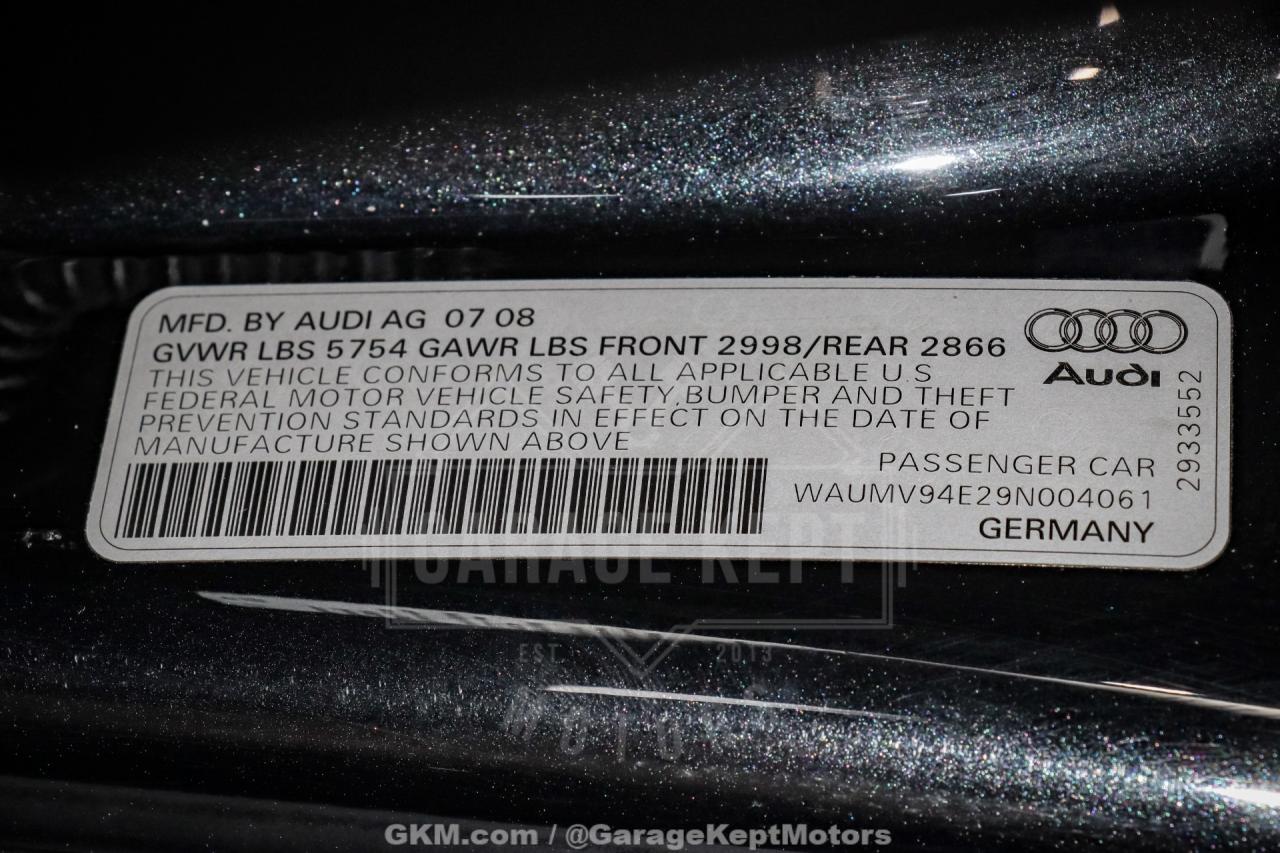 MFD. BY AUDI AG 07 08
GVWR LBS 5754 GAWR LBS FRONT 2998/REAR 2866
THIS VEHICLE CONFORMS TO ALL APPLICABLE U.S
FEDERAL MOTOR VEHICLE SAFETY, BUMPER AND THEFT
PREVENTION STANDARDS IN EFFECT ON THE DATE OF
MANUFACTURE SHOWN ABOVE
Audi
2933552
PASSENGER CAR
WAUMV94E29N004061
GERMANY
GARAGE KEPT
EST 2013
MOTORS
GKM.com / @GarageKeptMotors